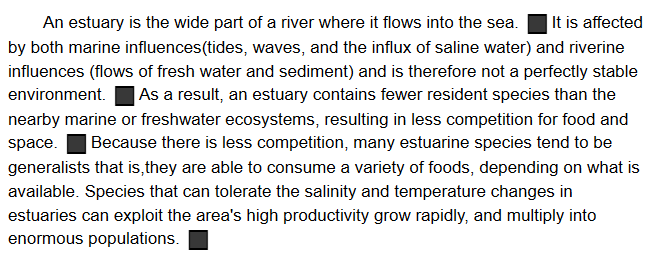 An estuary is the wide part of a river where it flows into the sea. ■ It is affected
by both marine influences(tides, waves, and the influx of saline water) and riverine
influences (flows of fresh water and sediment) and is therefore not a perfectly stable
environment. ■ As a result, an estuary contains fewer resident species than the
nearby marine or freshwater ecosystems, resulting in less competition for food and
space. ■ Because there is less competition, many estuarine species tend to be
generalists that is,they are able to consume a variety of foods, depending on what is
available. Species that can tolerate the salinity and temperature changes in
estuaries can exploit the area's high productivity grow rapidly, and multiply into
enormous populations. ■